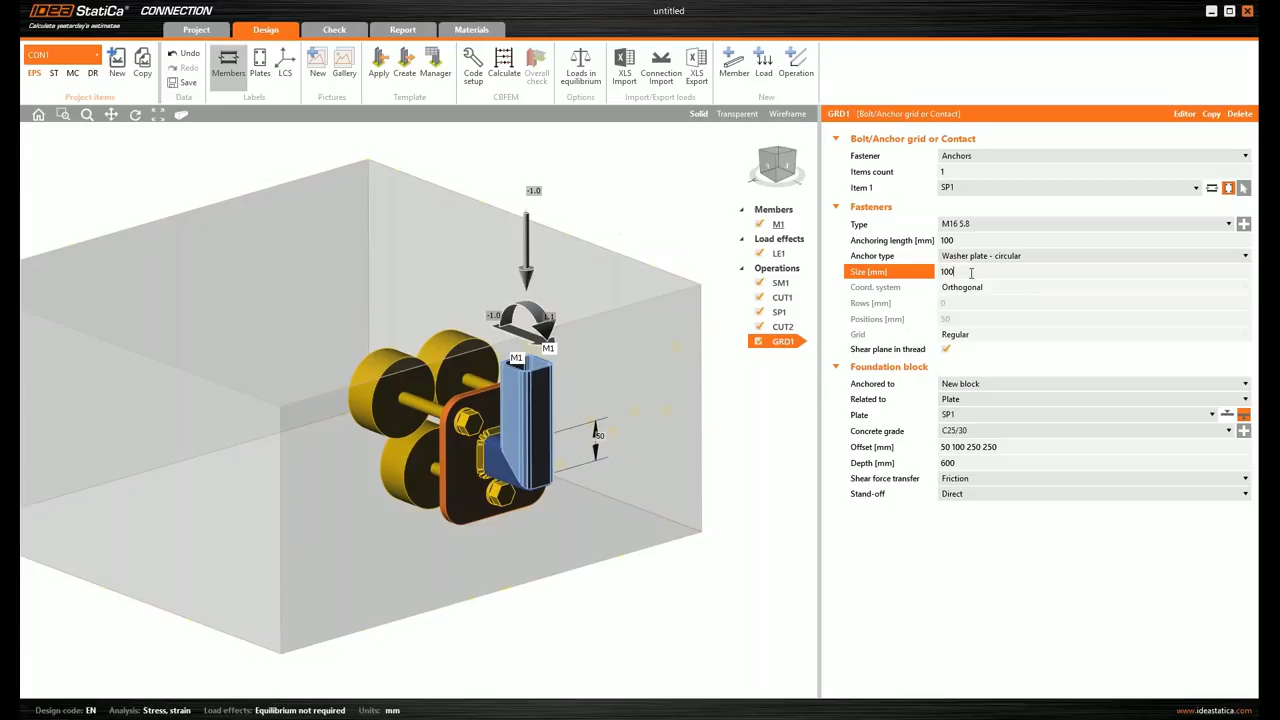 IDEA StatiCa® CONNECTION
Calculate yesterday's estimates
untitled
Project
Design
Check
Report
Materials
CON1
EPS ST MC DR
New
Copy
Undo
Redo
Save
Members
Plates
LCS
New
Gallery
Apply
Create
Manager
Code setup
Calculate
Overall check
Loads in equilibrium
XLS Import
Connection Import
XLS Export
Member
Load
Operation
Project Items
Data
Labels
Pictures
Template
CBFEM
Options
Import/Export loads
New
Solid
Transparent
Wireframe
-1.0
-1.0
1.1
M1
M1
50
Members
M1
Load effects
LE1
Operations
SM1
CUT1
SP1
CUT2
GRD1
GRD1 [Bolt/Anchor grid or Contact]
Editor Copy Delete
Bolt/Anchor grid or Contact
Fastener Anchors
Items count 1
Item 1 SP1
Fasteners
Type M16 5.8
Anchoring length [mm] 100
Anchor type Washer plate - circular
Size [mm] 100
Coord. system Orthogonal
Rows [mm] 0
Positions [mm] 50
Grid Regular
Shear plane in thread
Foundation block
Anchored to New block
Related to Plate
Plate SP1
Concrete grade C25/30
Offset [mm] 50 100 250 250
Depth [mm] 600
Shear force transfer Friction
Stand-off Direct
Design code: EN Analysis: Stress, strain Load effects: Equilibrium not required Units: mm
www.ideastatica.com